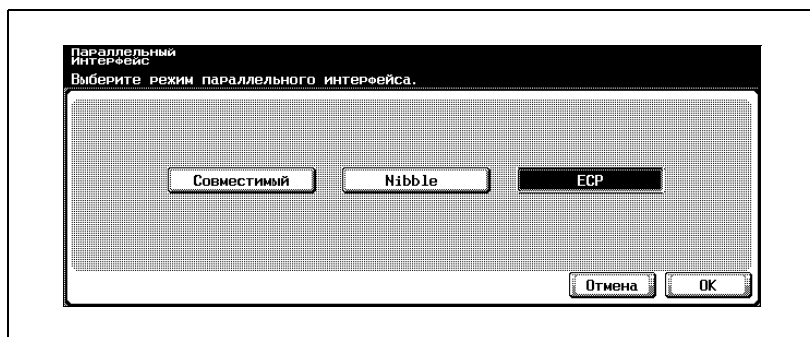 Параллельный
Интерфейс
Выберите режим параллельного интерфейса.
Совместимый Nibble ECP
Отмена OK